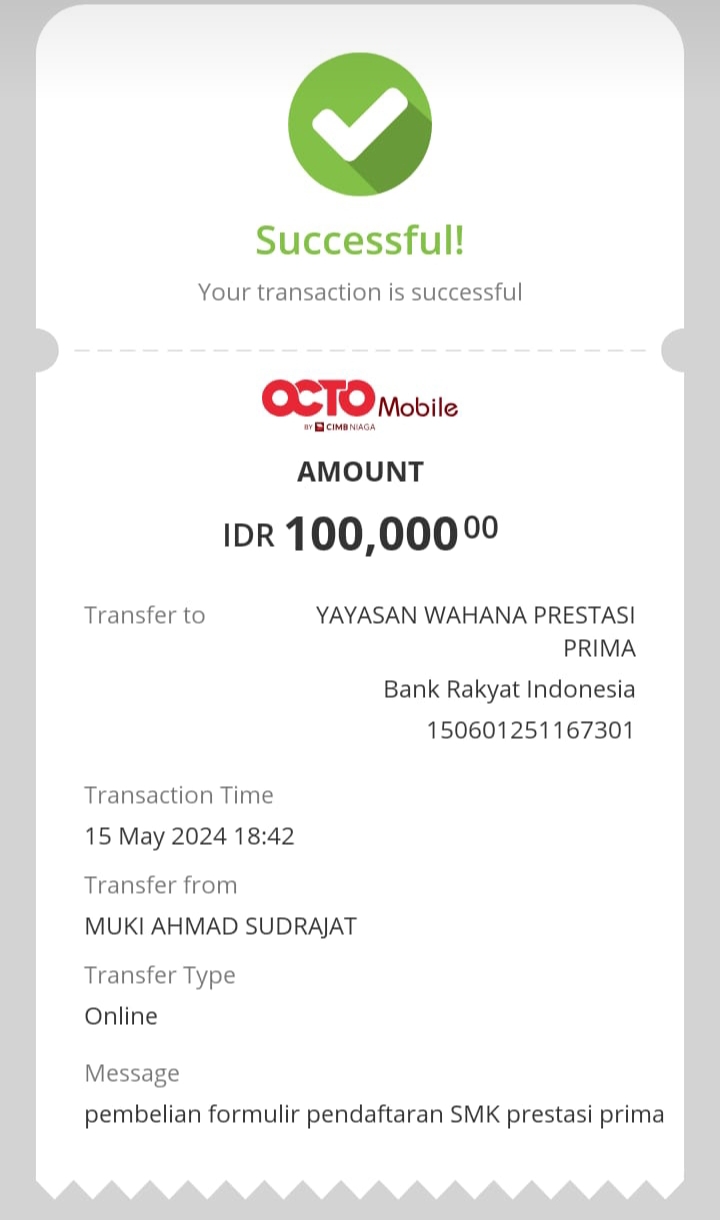 Successful!
Your transaction is successful
OCTO Mobile
BY CIMB NIAGA
AMOUNT
IDR 100,000 00
Transfer to YAYASAN WAHANA PRESTASI
PRIMA
Bank Rakyat Indonesia
150601251167301
Transaction Time
15 May 2024 18:42
Transfer from
MUKI AHMAD SUDRAJAT
Transfer Type
Online
Message
pembelian formulir pendaftaran SMK prestasi prima